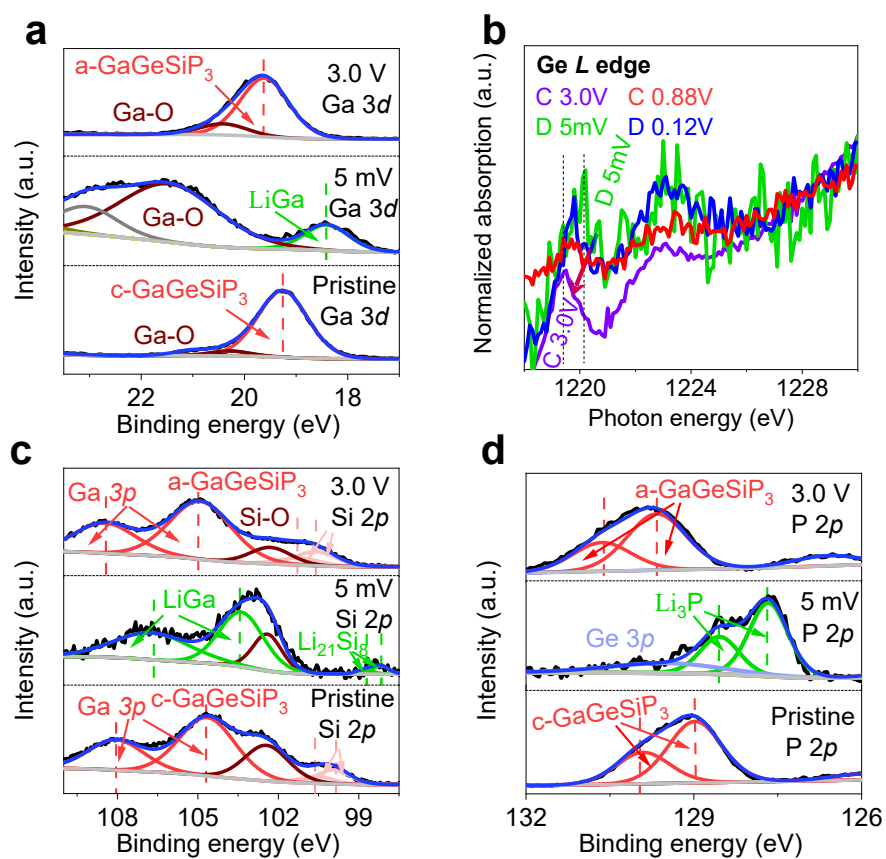 a
a-GaGeSiP3
3.0 V
Ga 3d
Ga-O
5 mV
Ga 3d
LiGa
Ga-O
Pristine
Ga 3d
c-GaGeSiP3
Ga-O
Intensity (a.u.)
22 20 18
Binding energy (eV)
b
Ge L edge
C 3.0V C 0.88V
D 5mV D 0.12V
D 5mV
C 3.0V
Normalized absorption (a.u.)
1220 1224 1228
Photon energy (eV)
c
a-GaGeSiP3
Ga 3p
3.0 V
Si 2p
Si-O
LiGa
5 mV
Si 2p
Li21Si8
Ga 3p
c-GaGeSiP3
Pristine
Si 2p
Intensity (a.u.)
108 105 102 99
Binding energy (eV)
d
a-GaGeSiP3
3.0 V
P 2p
Li3P
5 mV
P 2p
Ge 3p
c-GaGeSiP3
Pristine
P 2p
Intensity (a.u.)
132 129 126
Binding energy (eV)